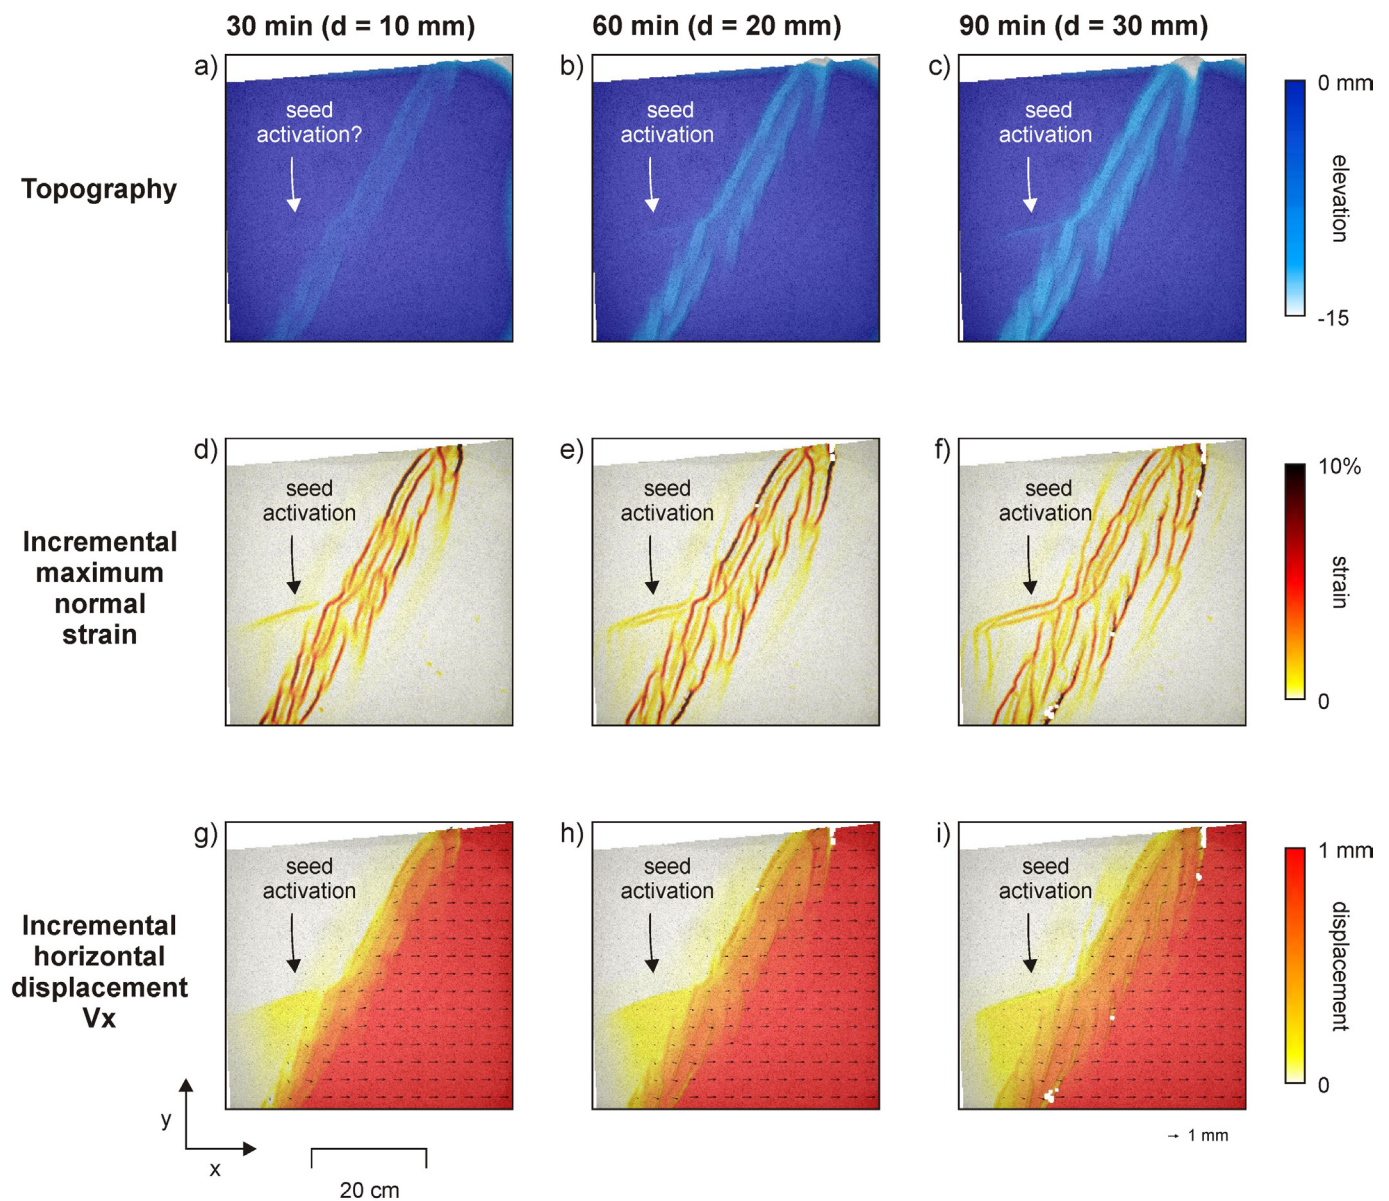 30 min (d = 10 mm)
60 min (d = 20 mm)
90 min (d = 30 mm)
a)
b)
c)
seed
activation?
seed
activation
seed
activation
Topography
0 mm
elevation
-15
d)
e)
f)
seed
activation
seed
activation
seed
activation
Incremental
maximum
normal
strain
10%
strain
0
g)
h)
i)
seed
activation
seed
activation
seed
activation
Incremental
horizontal
displacement
Vx
1 mm
displacement
0
y
x
20 cm
1 mm